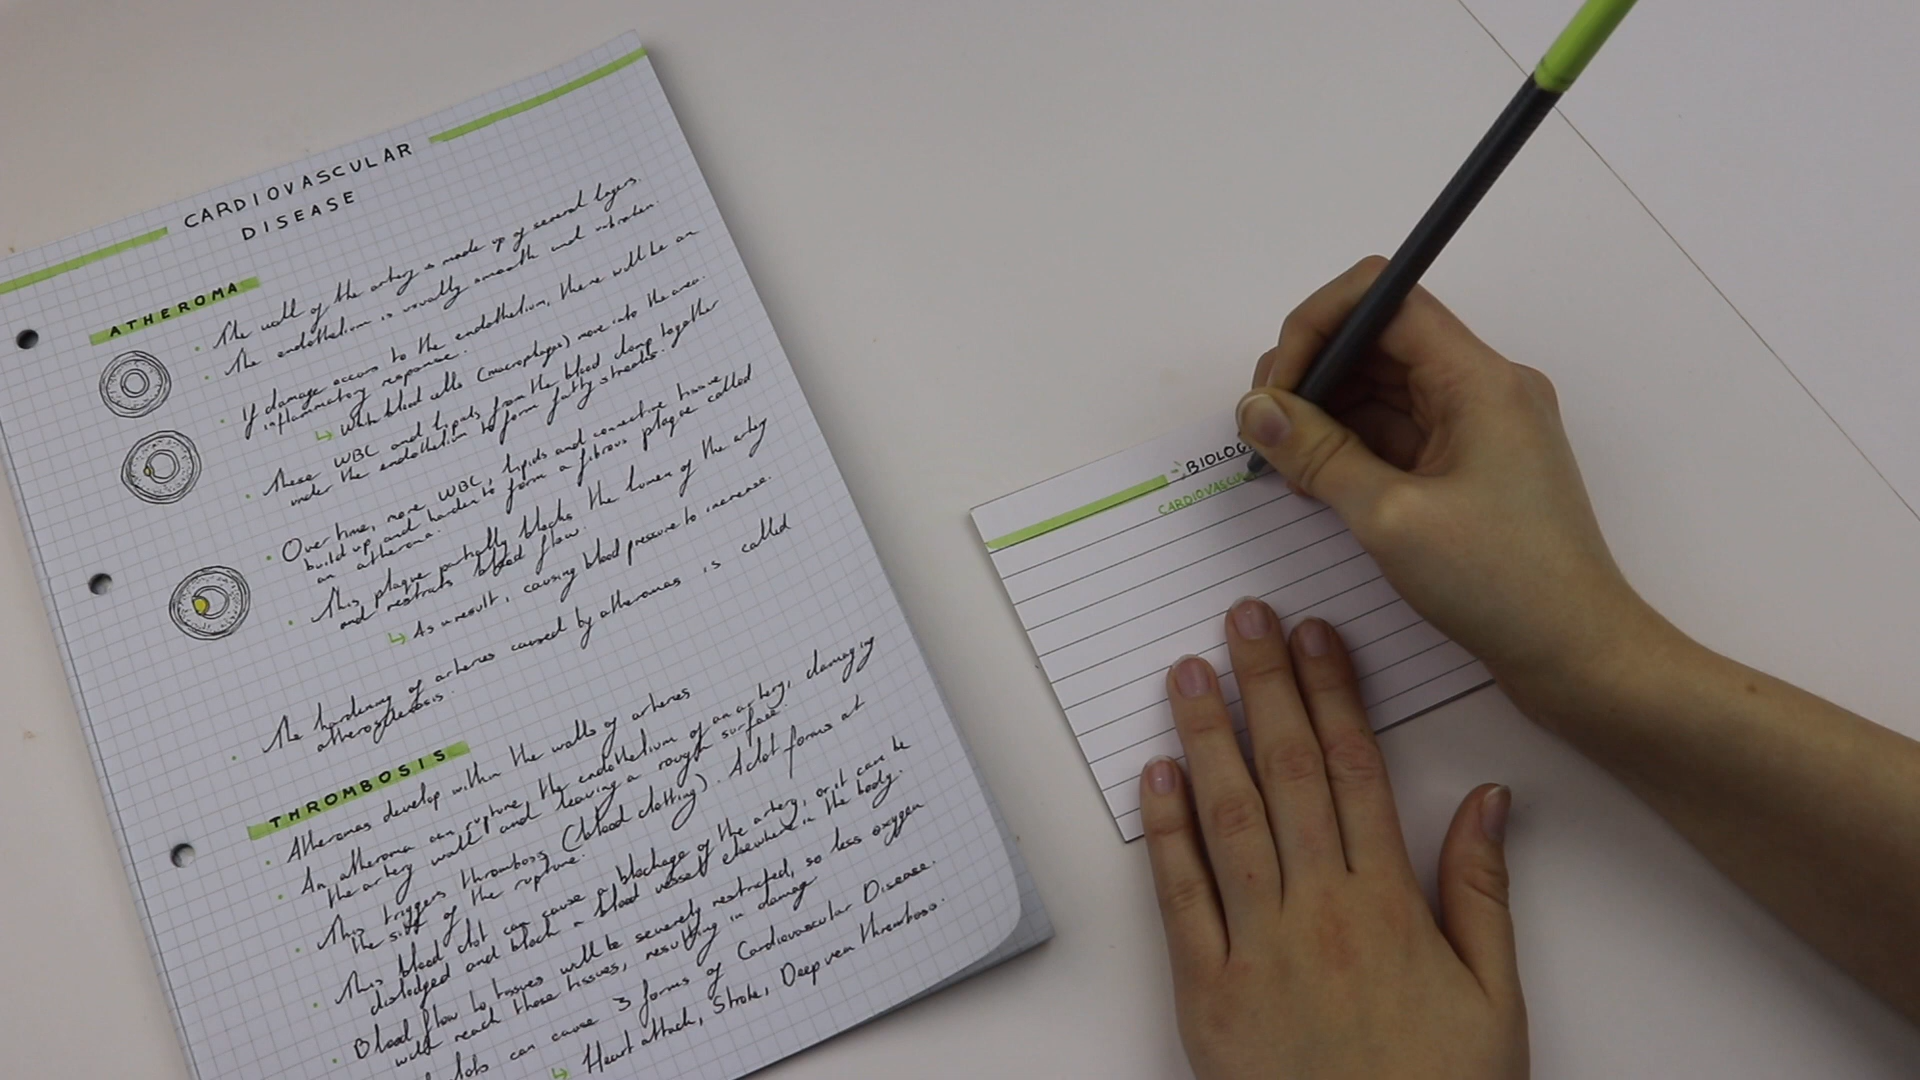 CARDIOVASCULAR
DISEASE
ATHEROMA
The wall of the artery is made up of several layers.
The endothelium is usually smooth and unbroken.
If damage occurs to the endothelium, there will be an
inflammatory response.
↳ White blood cells (macrophages) move into the area.
These WBC and lipids from the blood clump together
under the endothelium to form fatty streaks.
Over time, more WBC, lipids and connective tissue
build up and harden to form a fibrous plaque called
an atheroma.
This plaque partially blocks the lumen of the artery
and restricts blood flow.
↳ As a result, causing blood pressure to increase.
The hardening of arteries caused by atheromas is called
atherosclerosis.
THROMBOSIS
Atheromas develop within the walls of arteries
An atheroma can rupture the endothelium of an artery, damaging
the artery wall and leaving a rough surface.
This triggers thrombosis (blood clotting). A clot forms at
the site of the rupture.
This blood clot can cause a blockage of the artery, or it can be
dislodged and block a blood vessel elsewhere in the body.
Blood flow to tissues will be severely restricted, so less oxygen
will reach those tissues, resulting in damage
can cause 3 forms of Cardiovascular Disease.
↳ Heart attack, Stroke, Deep vein thrombosis.
BIOLOG
CARDIOVASCU